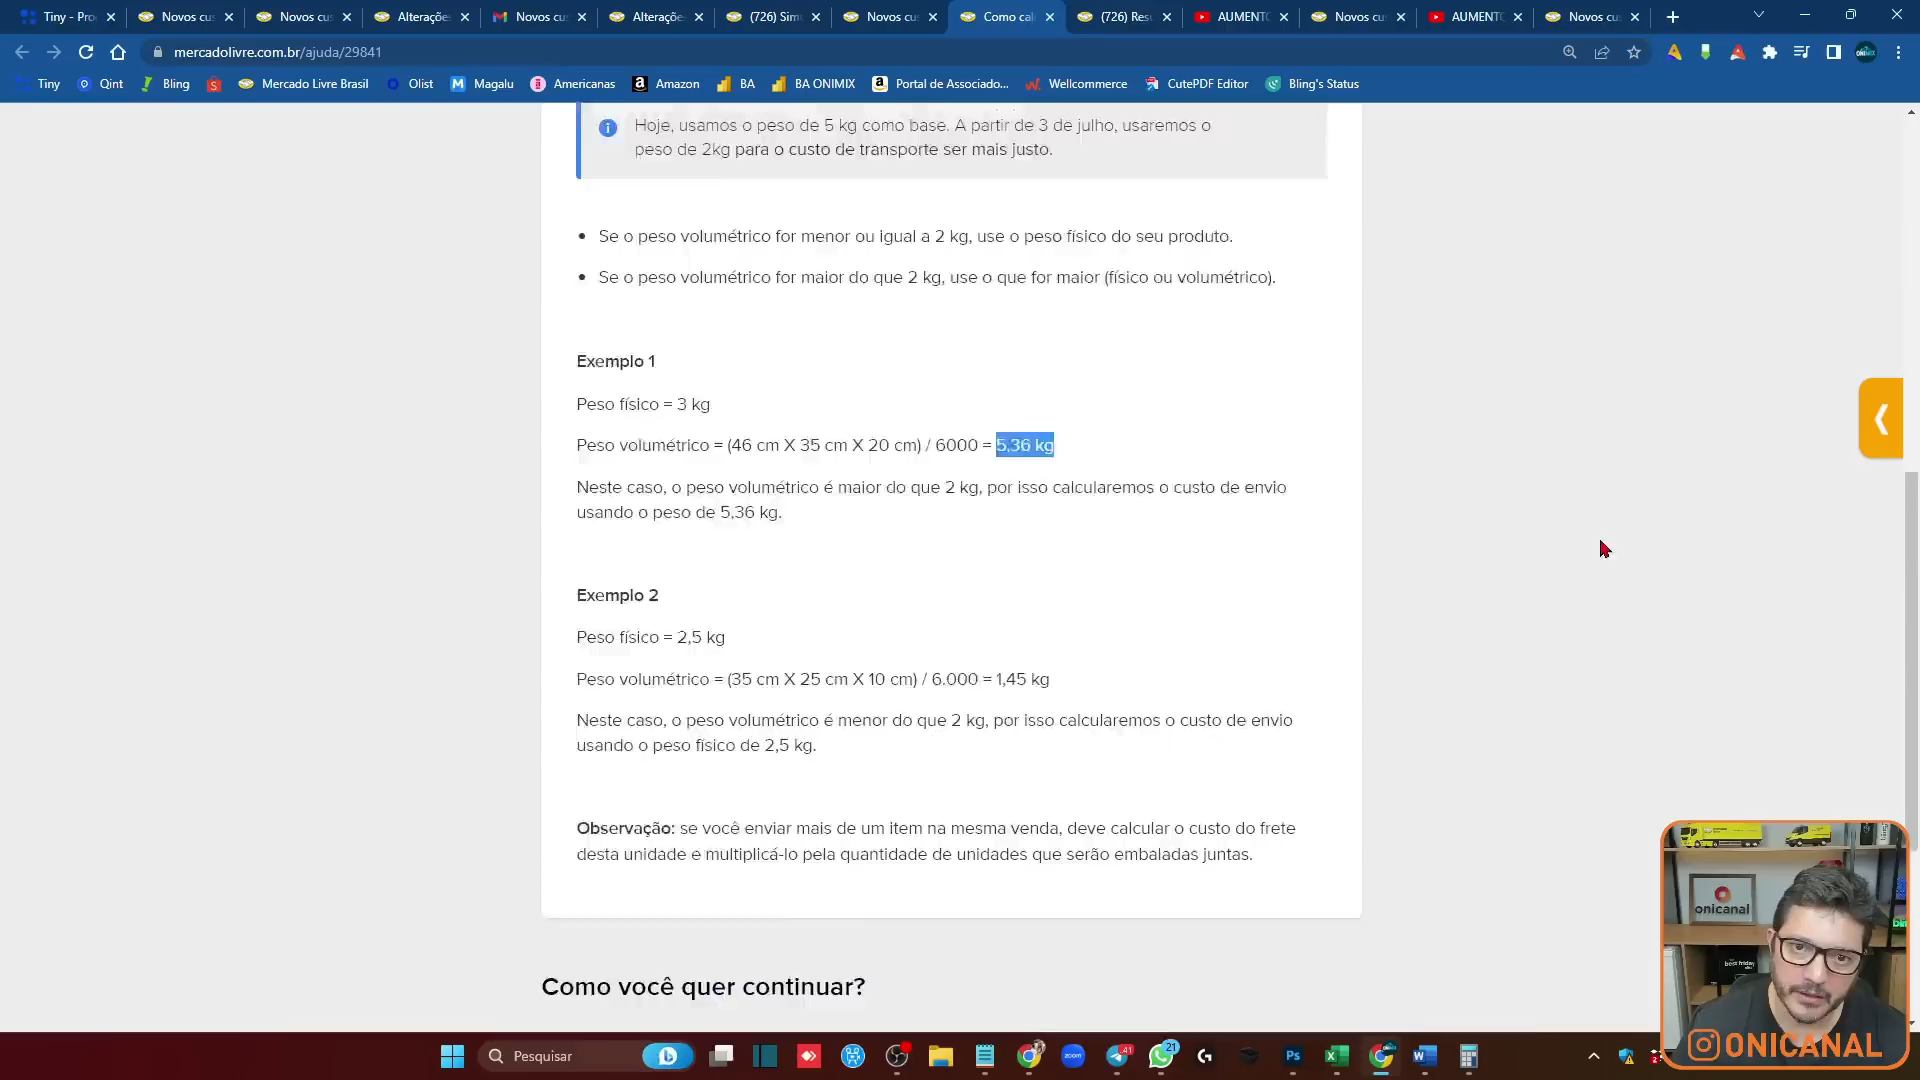 Tiny - Pro
Novos cu
Novos cu
Alteraçõe
Novos cu
Alteraçõe
(726) Sim
Novos cu
Como cal
(726) Res
AUMENTO
Novos cu
AUMENTO
Novos cu
mercadolivre.com.br/ajuda/29841
Tiny
Qint
Bling
Mercado Livre Brasil
Olist
Magalu
Americanas
Amazon
BA
BA ONIMIX
Portal de Associado...
Wellcommerce
CutePDF Editor
Bling's Status
Hoje, usamos o peso de 5 kg como base. A partir de 3 de julho, usaremos o
peso de 2kg para o custo de transporte ser mais justo.
• Se o peso volumétrico for menor ou igual a 2 kg, use o peso físico do seu produto.
• Se o peso volumétrico for maior do que 2 kg, use o que for maior (físico ou volumétrico).
Exemplo 1
Peso físico = 3 kg
Peso volumétrico = (46 cm X 35 cm X 20 cm) / 6000 = 5,36 kg
Neste caso, o peso volumétrico é maior do que 2 kg, por isso calcularemos o custo de envio
usando o peso de 5,36 kg.
Exemplo 2
Peso físico = 2,5 kg
Peso volumétrico = (35 cm X 25 cm X 10 cm) / 6.000 = 1,45 kg
Neste caso, o peso volumétrico é menor do que 2 kg, por isso calcularemos o custo de envio
usando o peso físico de 2,5 kg.
Observação: se você enviar mais de um item na mesma venda, deve calcular o custo do frete
desta unidade e multiplicá-lo pela quantidade de unidades que serão embaladas juntas.
Como você quer continuar?
onicanal
best friday
ONICANAL
Pesquisar
zoom
41
21
Ps